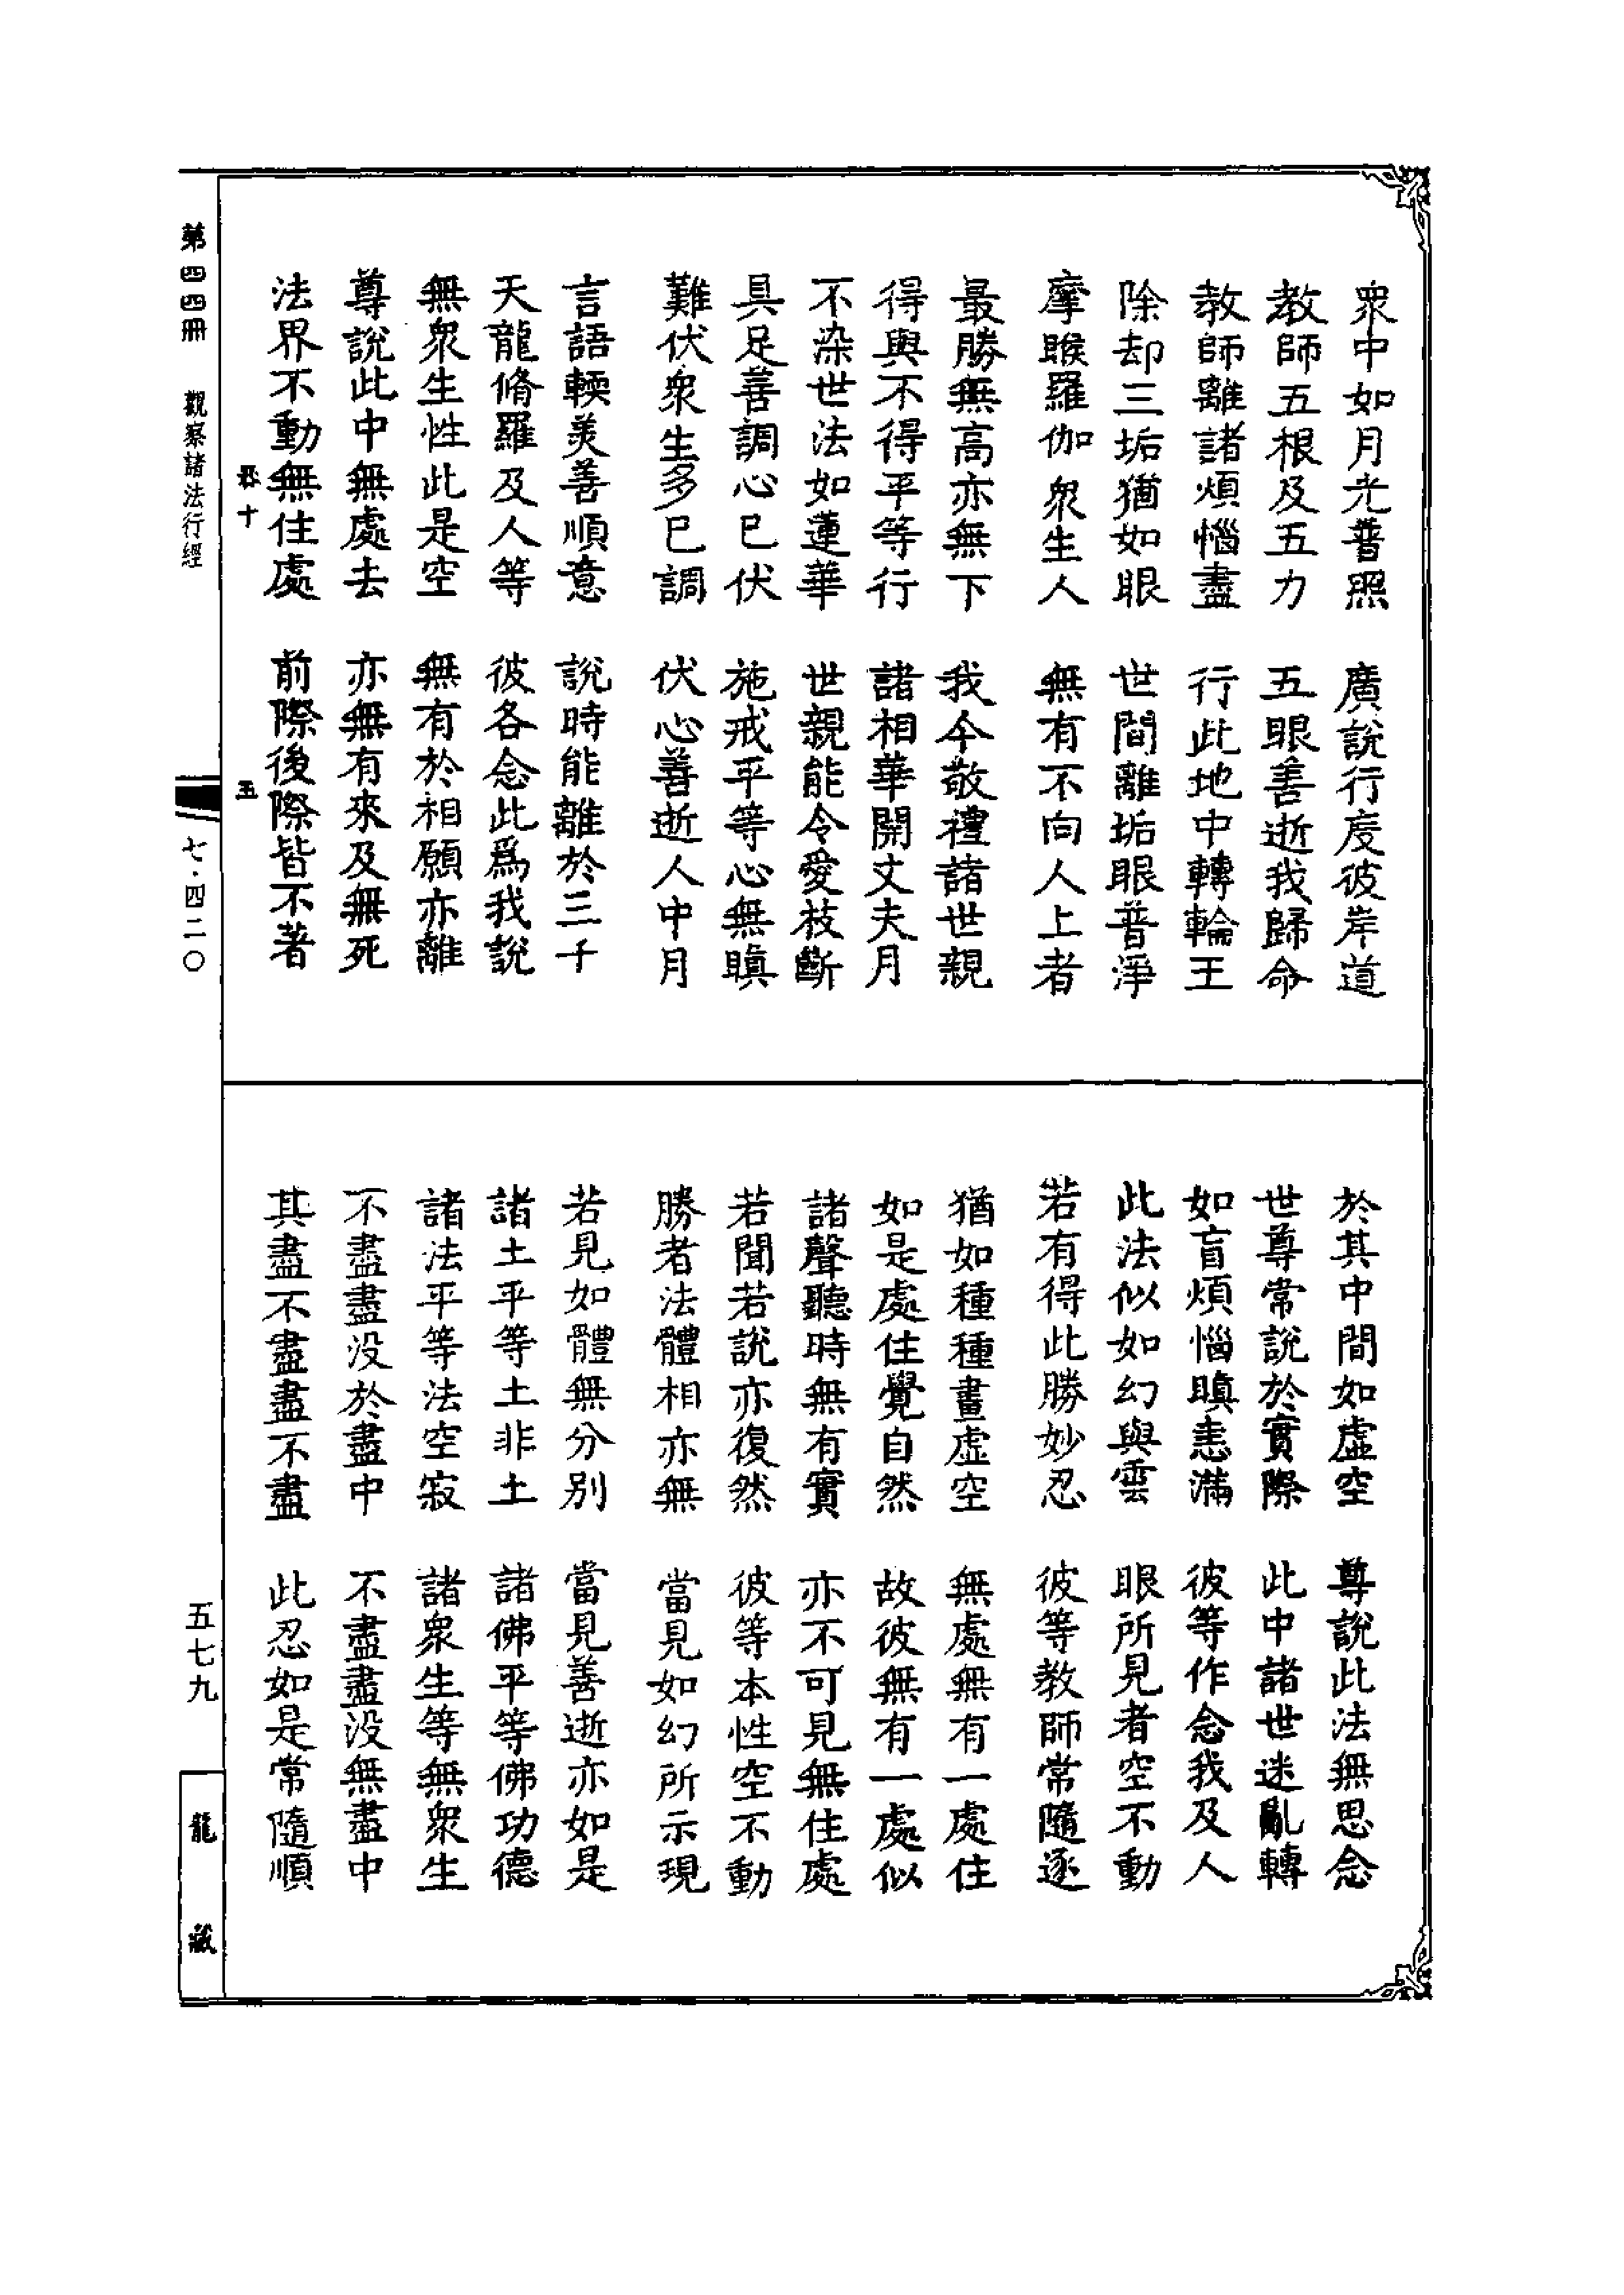 衆中如月光普照　廣說行度彼岸道
教師五根及五力　五眼善逝我歸命
教師離諸煩惱盡　行此地中轉輪王
除却三垢猶如眼　世間離垢眼普淨
摩睺羅伽衆生人　無有不向人上者
最勝無高亦無下　我今敬禮諸世親
得與不得平等行　諸相華開丈夫月
不染世法如蓮華　世親能令愛枝斷
具足善調心已伏　施戒平等心無瞋
難伏衆生多已調　伏心善逝人中月
言語輭美善順意　說時能離於三千
天龍脩羅及人等　彼各念此爲我說
無衆生性此是空　無有於相願亦離
尊說此中無處去　亦無有來及無死
法界不動無住處　前際後際皆不著
於其中間如虛空　尊說此法無思念
世尊常說於實際　此中諸世迷亂轉
如盲煩惱瞋恚滿　彼等作念我及人
此法似如幻與雲　眼所見者空不動
若有得此勝妙忍　彼等教師常隨逐
猶如種種畫虛空　無處無有一處住
如是處住覺自然　故彼無有一處似
諸聲聽時無有實　亦不可見無住處
若聞若說亦復然　彼等本性空不動
勝者法體相亦無　當見如幻所示現
若見如體無分別　當見善逝亦如是
諸土平等土非土　諸佛平等佛功德
諸法平等法空寂　諸衆生等無衆生
不盡盡没於盡中　不盡盡没無盡中
其盡不盡盡不盡　此忍如是常隨順
十　五
第四四冊　觀察諸法行經　七·四二〇　五七九　龍藏